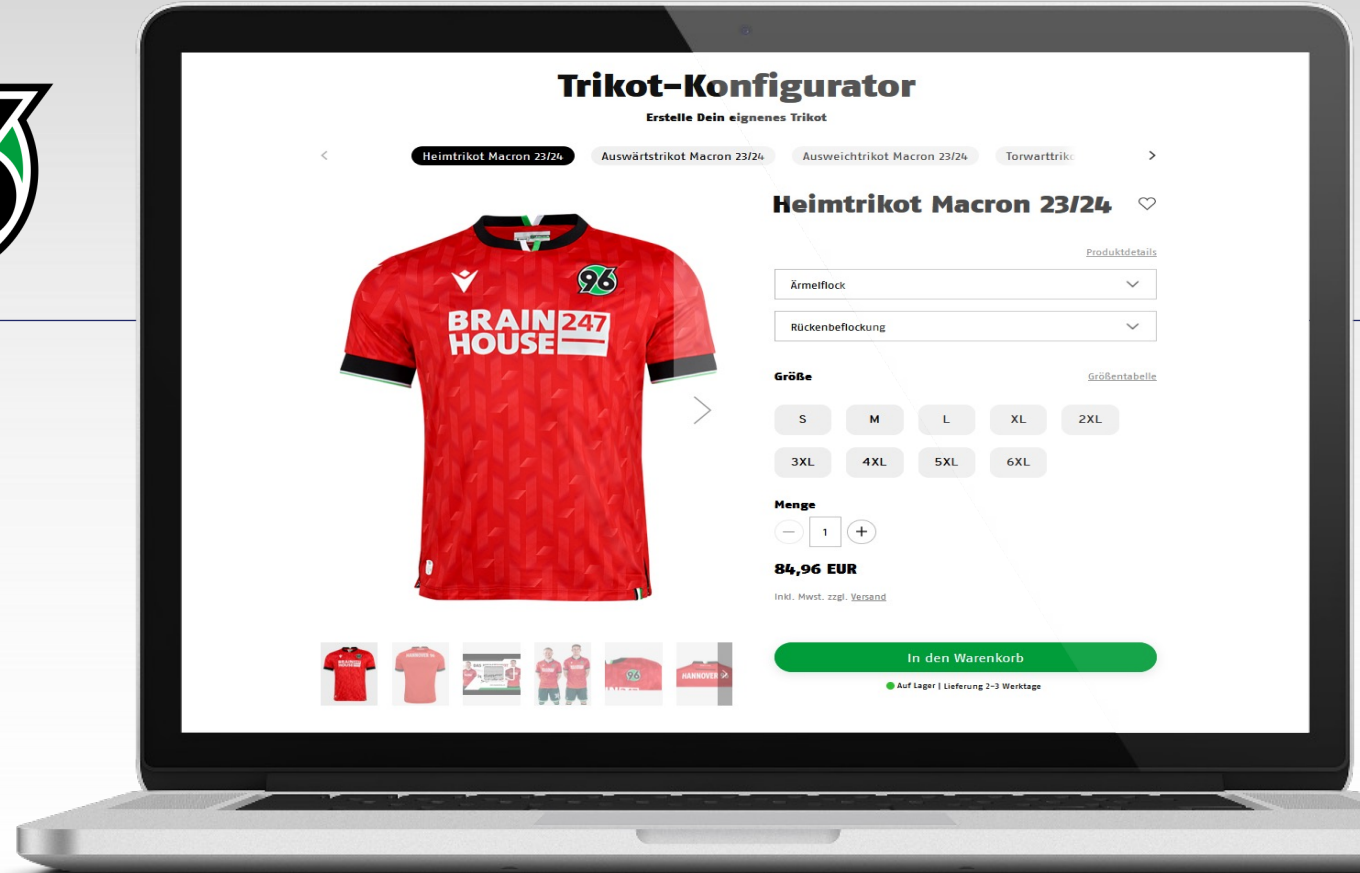 Trikot-Konfigurator
Erstelle Dein eignenes Trikot
Heimtrikot Macron 23/24
Auswärtstrikot Macron 23/24
Ausweichtrikot Macron 23/24
Heimtrikot Macron 23/24
Produktdetails
Ärmelflock
Rückenbeflockung
96
BRAIN 247
HOUSE
Größe
Größentabelle
S
M
L
XL
2XL
3XL
4XL
5XL
6XL
Menge
1
84,96 EUR
Inkl. Mwst. zzgl. Versand
In den Warenkorb
Auf Lager | Lieferung 2-3 Werktage
96
HANNOVER